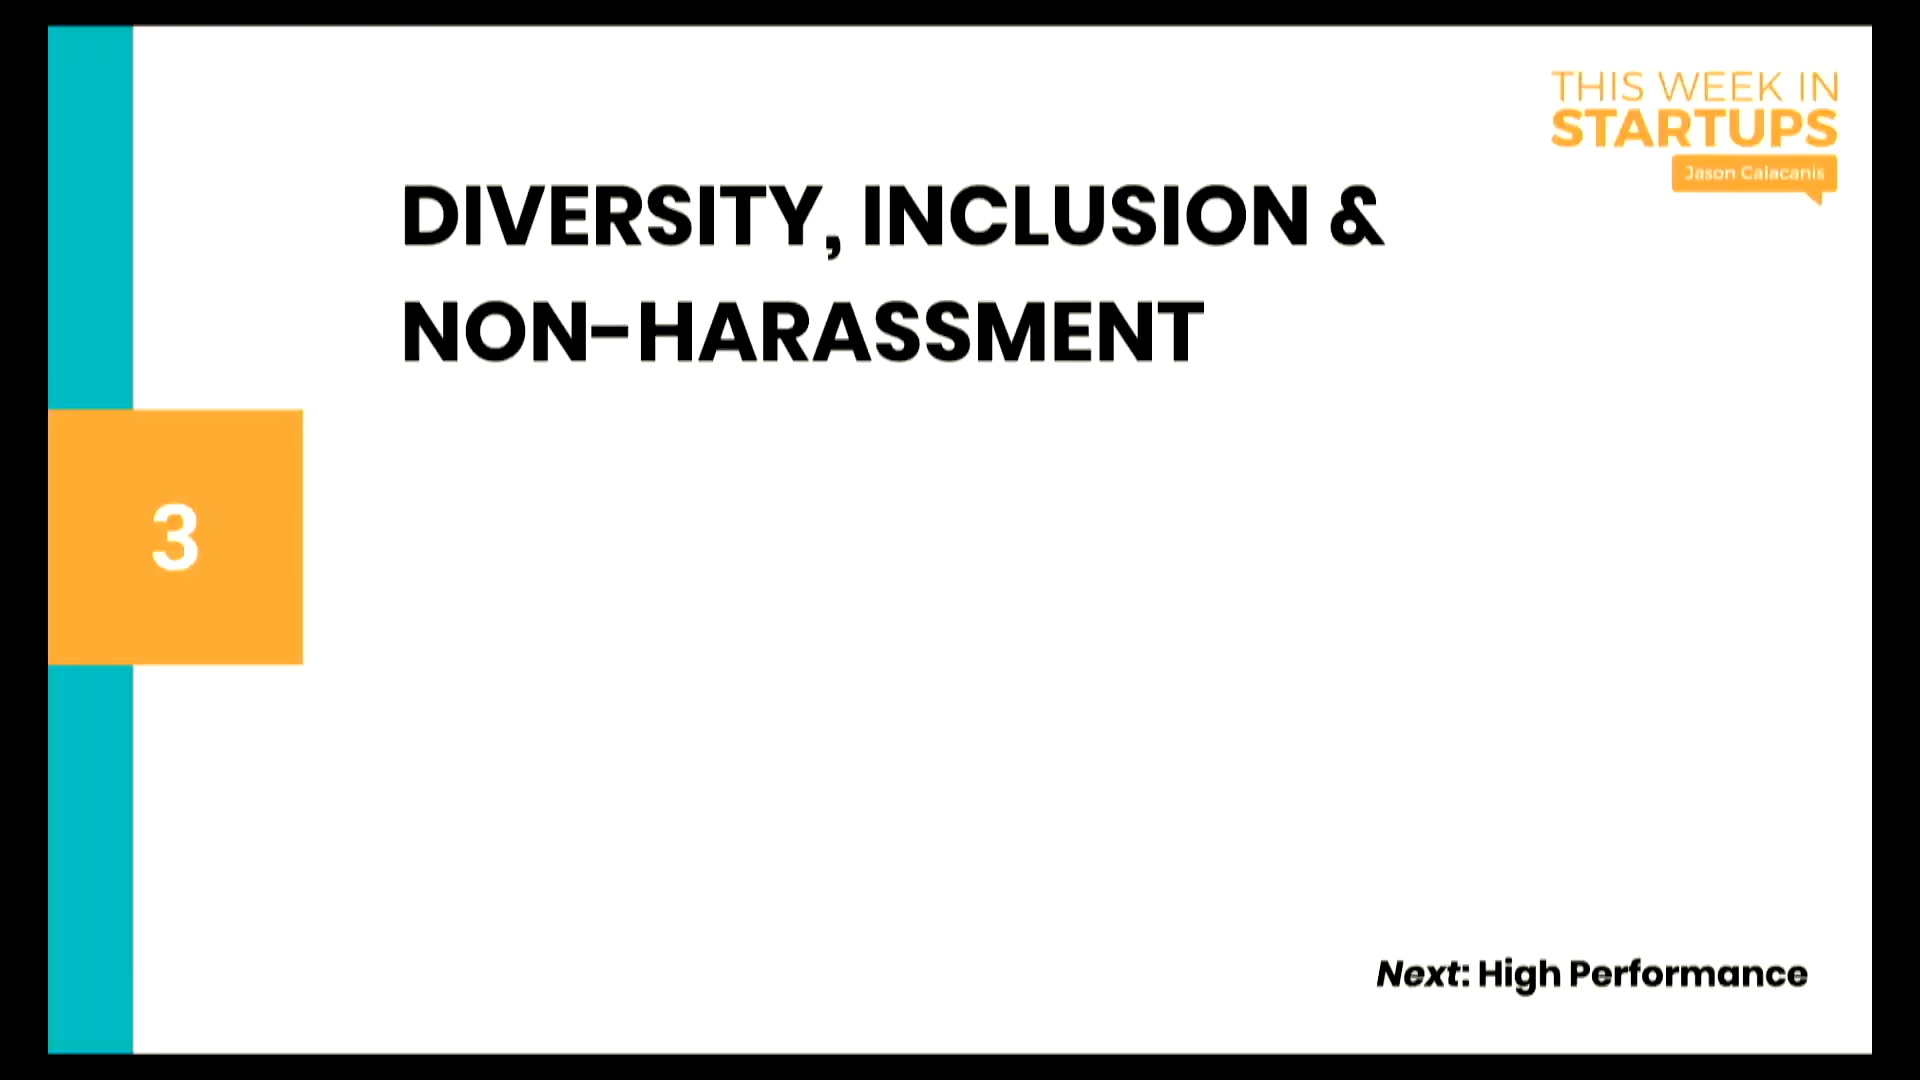 THIS WEEK IN
STARTUPS
Jason Calacanis
DIVERSITY, INCLUSION &
NON-HARASSMENT
3
Next: High Performance